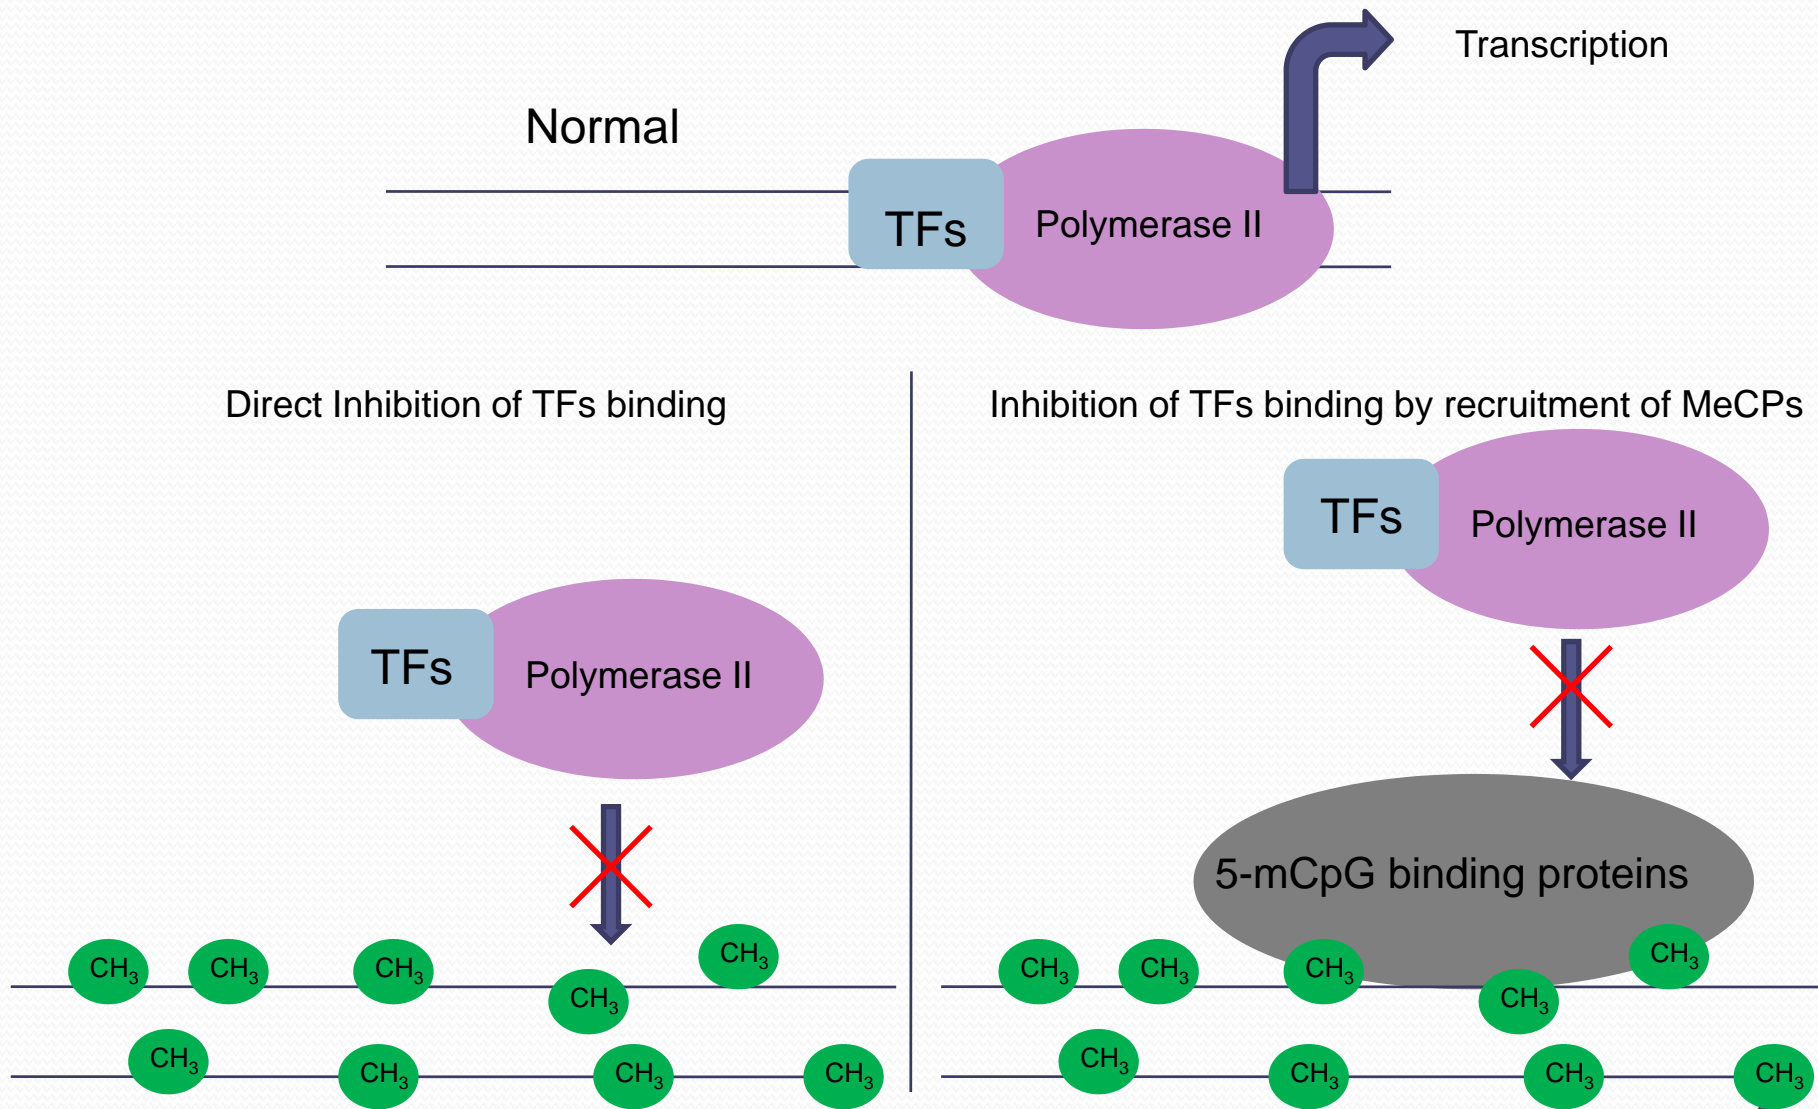 Transcription
Normal
TFs
Polymerase II
Direct Inhibition of TFs binding
TFs
Polymerase II
CH₃
CH₃
CH₃
CH₃
CH₃
CH₃
CH₃
CH₃
CH₃
Inhibition of TFs binding by recruitment of MeCPs
TFs
Polymerase II
5-mCpG binding proteins
CH₃
CH₃
CH₃
CH₃
CH₃
CH₃
CH₃
CH₃
CH₃